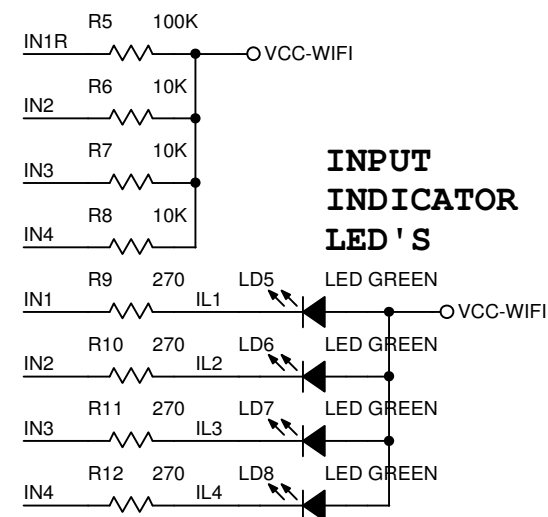 R5 100K
IN1R VCC-WIFI
R6 10K
IN2
R7 10K
IN3
R8 10K
IN4
INPUT
INDICATOR
LED'S
R9 270 LD5 LED GREEN
IN1 IL1 VCC-WIFI
R10 270 LD6 LED GREEN
IN2 IL2
R11 270 LD7 LED GREEN
IN3 IL3
R12 270 LD8 LED GREEN
IN4 IL4